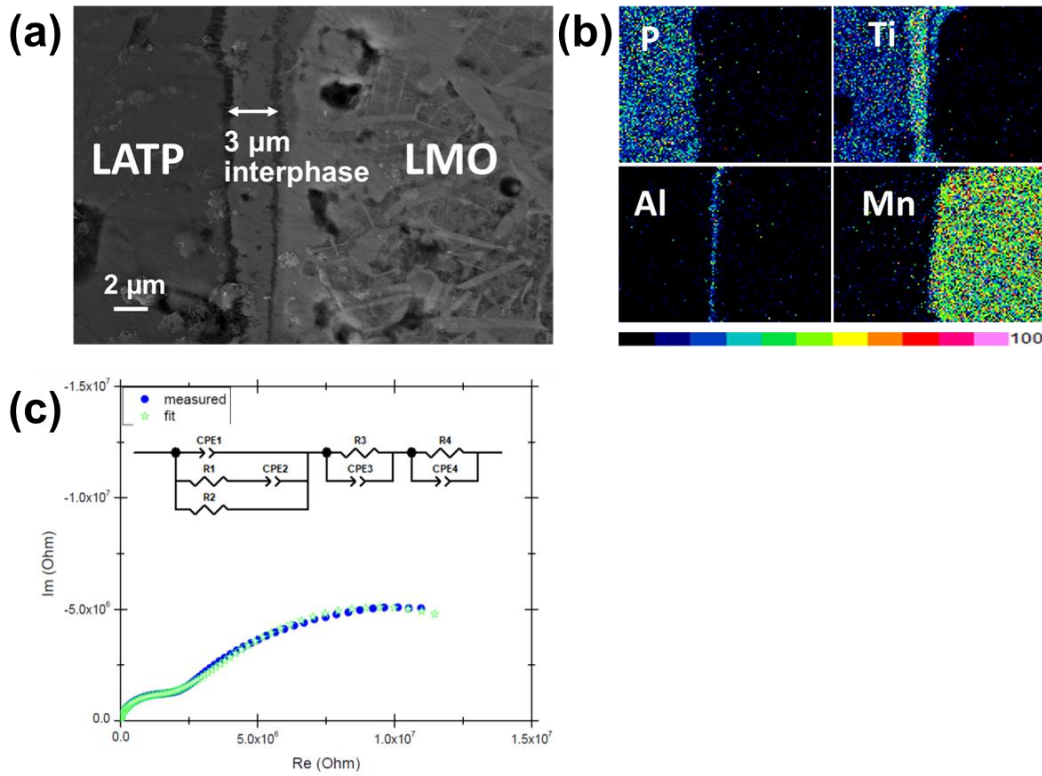 (a)
LATP
3 µm
interphase
LMO
2 µm
(b)
P
Ti
Al
Mn
100
(c)
-1.5x10⁷
-1.0x10⁷
-5.0x10⁶
0.0
Im (Ohm)
measured
fit
CPE1
R1
CPE2
R2
R3
CPE3
R4
CPE4
0.0
5.0x10⁶
1.0x10⁷
1.5x10⁷
Re (Ohm)